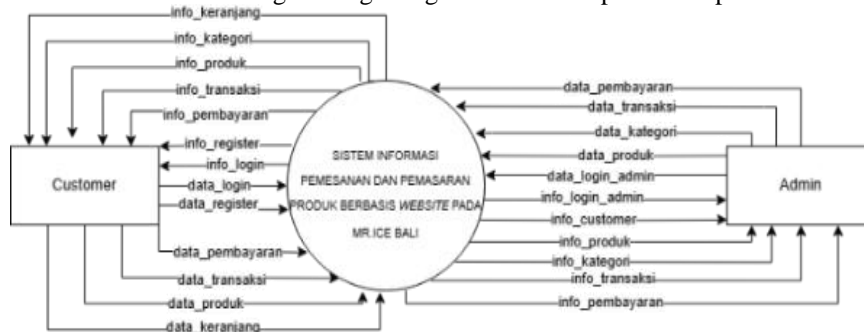 info_keranjang
info_kategori
info_produk
info_transaksi
info_pembayaran
info_register
info_login
data_login
data_register
data_pembayaran
data_transaksi
data_produk
data_keranjang
Customer
SISTEM INFORMASI
PEMESANAN DAN PEMASARAN
PRODUK BERBASIS WEBSITE PADA
MR.ICE BALI
data_pembayaran
data_transaksi
data_kategori
data_produk
data_login_admin
info_login_admin
info_customer
info_produk
info_kategori
info_transaksi
info_pembayaran
Admin